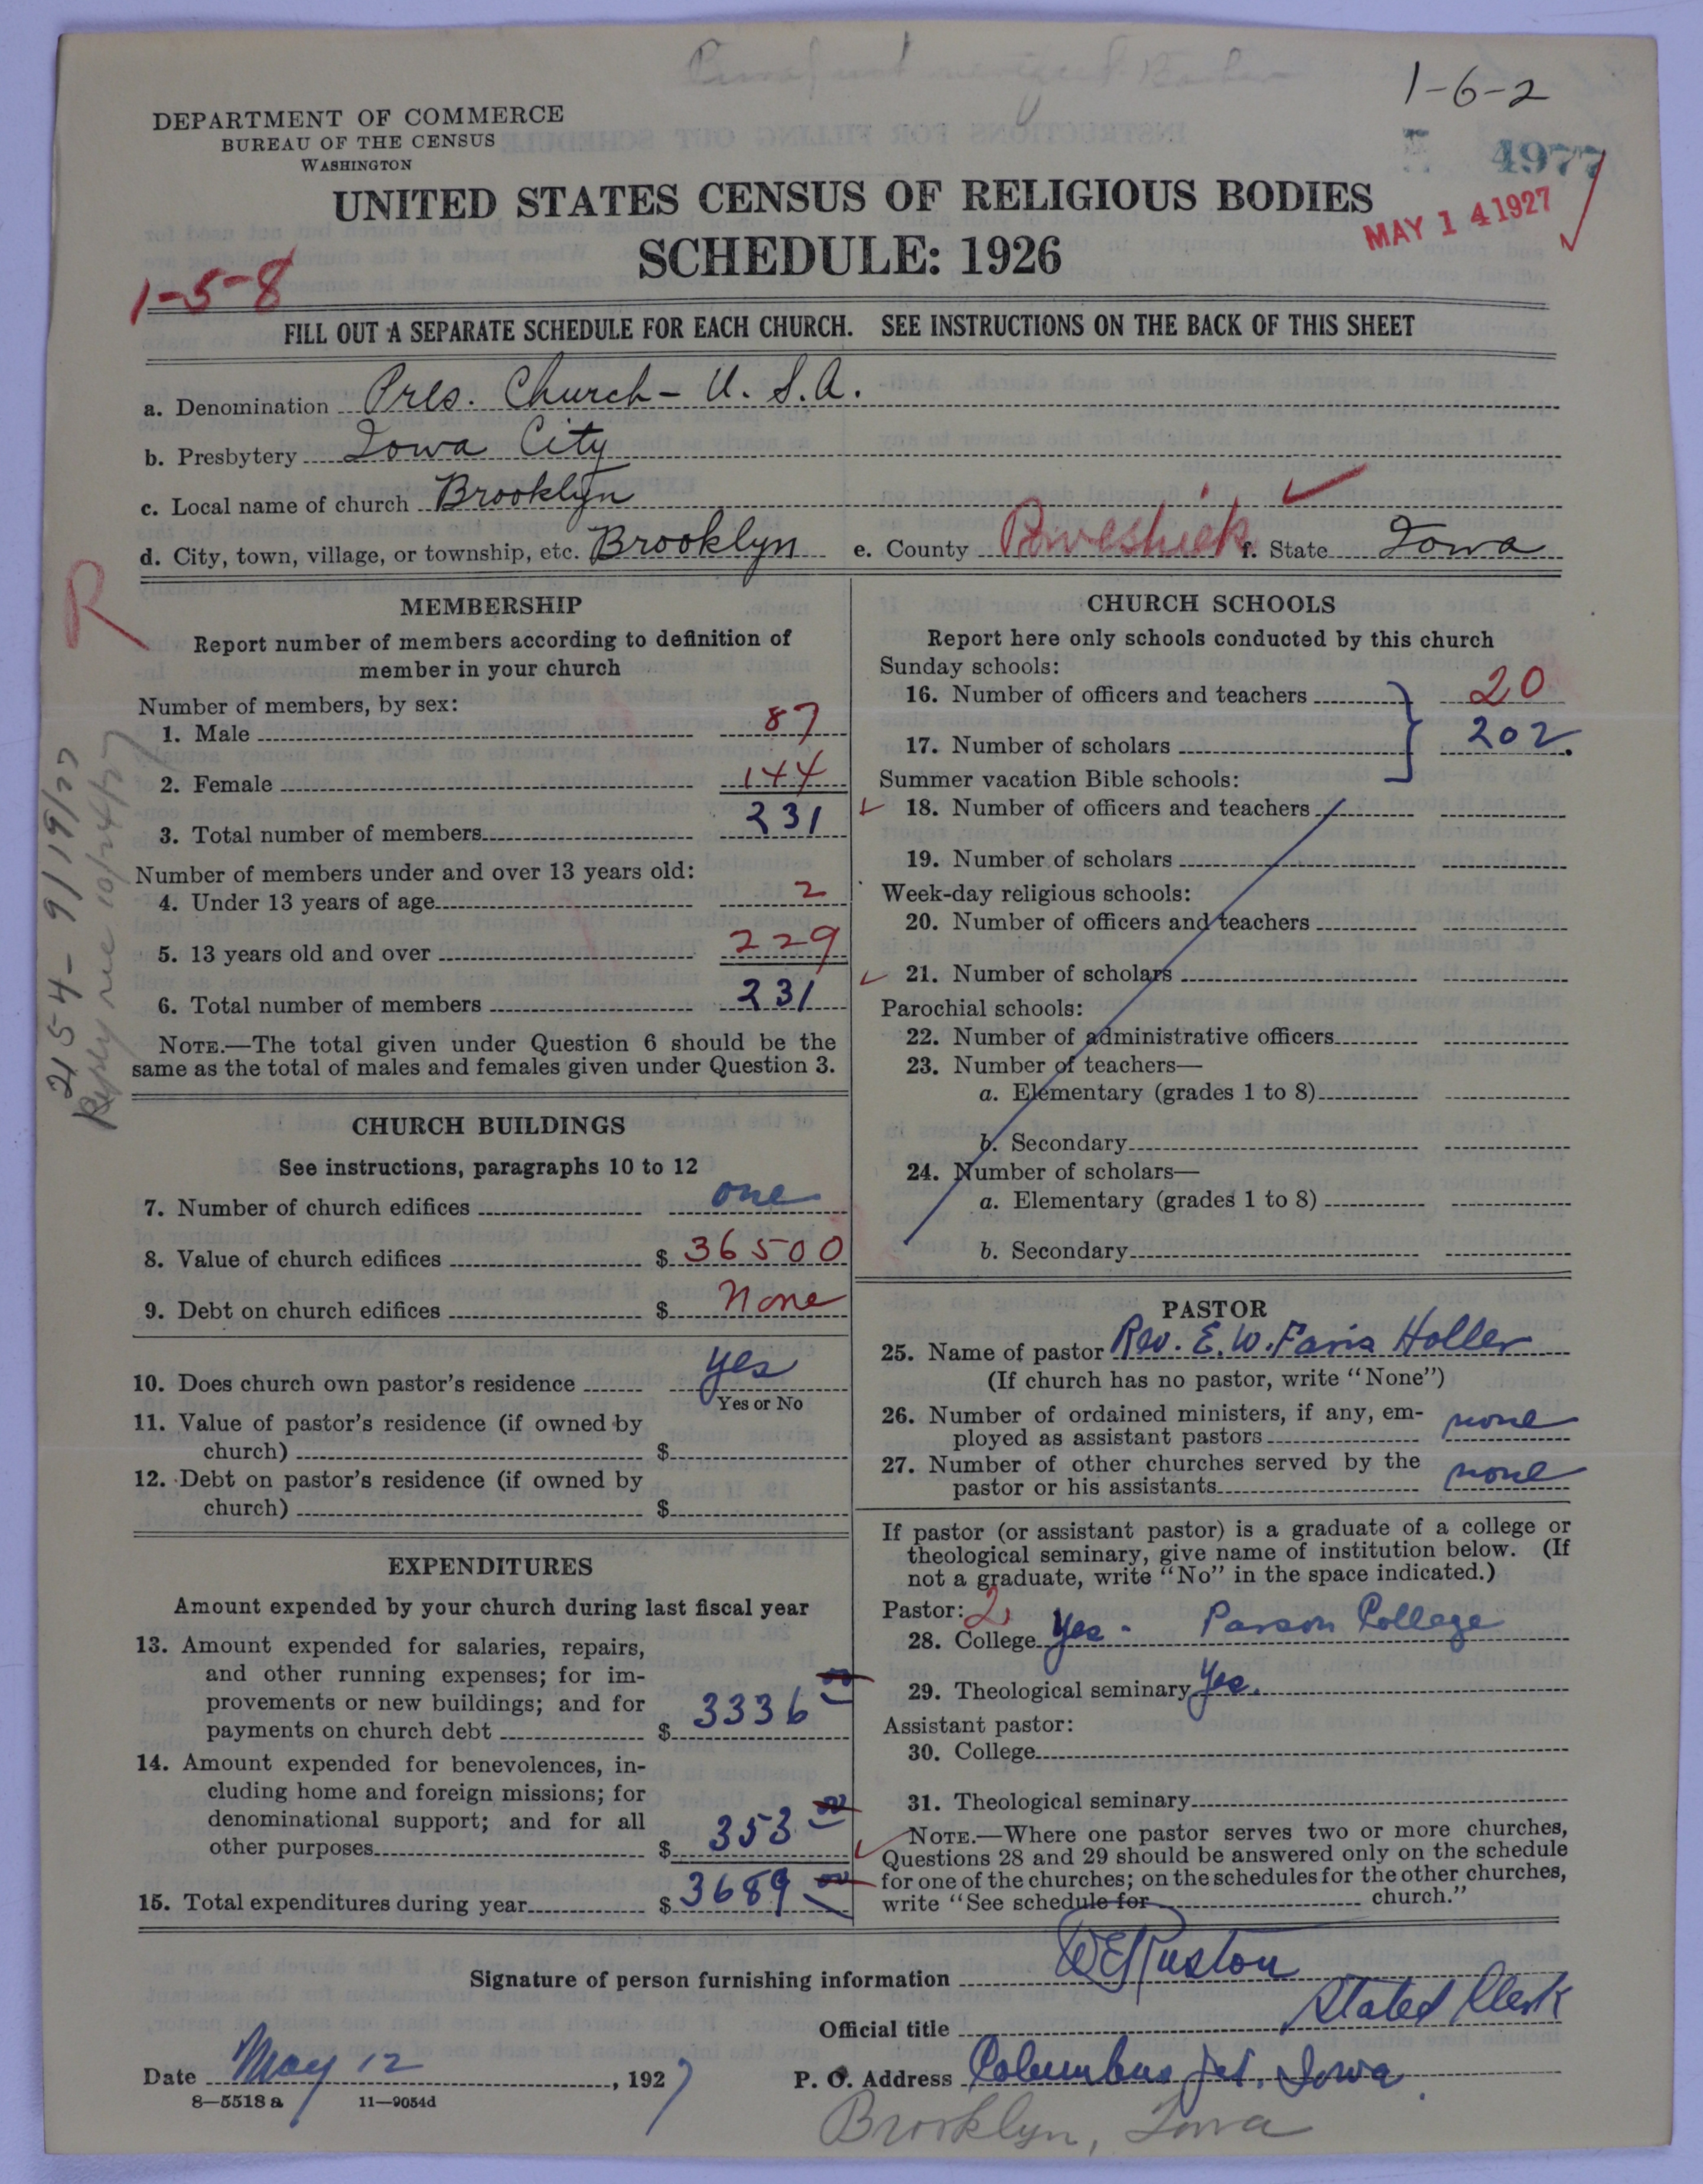 1-6-2
DEPARTMENT OF COMMERCE
BUREAU OF THE CENSUS
WASHINGTON
4977
UNITED STATES CENSUS OF RELIGIOUS BODIES
MAY 14 1927
SCHEDULE: 1926
1-5-8
FILL OUT A SEPARATE SCHEDULE FOR EACH CHURCH. SEE INSTRUCTIONS ON THE BACK OF THIS SHEET
a. Denomination Pres. Church - U. S. A.
b. Presbytery Iowa City
c. Local name of church Brooklyn
d. City, town, village, or township, etc. Brooklyn e. County Poweshiek f. State Iowa
R
454- 9/19/27
Reply rec 10/24/27
MEMBERSHIP
Report number of members according to definition of
member in your church
Number of members, by sex:
1. Male 87
2. Female 144
3. Total number of members 231
Number of members under and over 13 years old:
4. Under 13 years of age 2
5. 13 years old and over 229
6. Total number of members 231
NOTE.—The total given under Question 6 should be the
same as the total of males and females given under Question 3.
CHURCH BUILDINGS
See instructions, paragraphs 10 to 12
7. Number of church edifices one
8. Value of church edifices $ 36500
9. Debt on church edifices $ None
10. Does church own pastor's residence yes
Yes or No
11. Value of pastor's residence (if owned by
church) $
12. Debt on pastor's residence (if owned by
church) $
EXPENDITURES
Amount expended by your church during last fiscal year
13. Amount expended for salaries, repairs,
and other running expenses; for im-
provements or new buildings; and for
payments on church debt $ 3336 00
14. Amount expended for benevolences, in-
cluding home and foreign missions; for
denominational support; and for all
other purposes $ 353 00
15. Total expenditures during year $ 3689 00
CHURCH SCHOOLS
Report here only schools conducted by this church
Sunday schools:
16. Number of officers and teachers 20
17. Number of scholars 202.
Summer vacation Bible schools:
18. Number of officers and teachers
19. Number of scholars
Week-day religious schools:
20. Number of officers and teachers
21. Number of scholars
Parochial schools:
22. Number of administrative officers
23. Number of teachers—
a. Elementary (grades 1 to 8)
b. Secondary
24. Number of scholars—
a. Elementary (grades 1 to 8)
b. Secondary
PASTOR
25. Name of pastor Rev. E. W. Faris Holler
(If church has no pastor, write "None")
26. Number of ordained ministers, if any, em-
ployed as assistant pastors none
27. Number of other churches served by the
pastor or his assistants none
If pastor (or assistant pastor) is a graduate of a college or
theological seminary, give name of institution below. (If
not a graduate, write "No" in the space indicated.)
Pastor: 2
28. College Yes - Parson College
29. Theological seminary Yes.
Assistant pastor:
30. College
31. Theological seminary
NOTE.—Where one pastor serves two or more churches,
Questions 28 and 29 should be answered only on the schedule
for one of the churches; on the schedules for the other churches,
write "See schedule for church."
Signature of person furnishing information Ruston
Official title Stated Clerk
Date May 12, 1927 P. O. Address Columbus Jct. Iowa.
8—5518 a 11—9054d
Brooklyn, Iowa